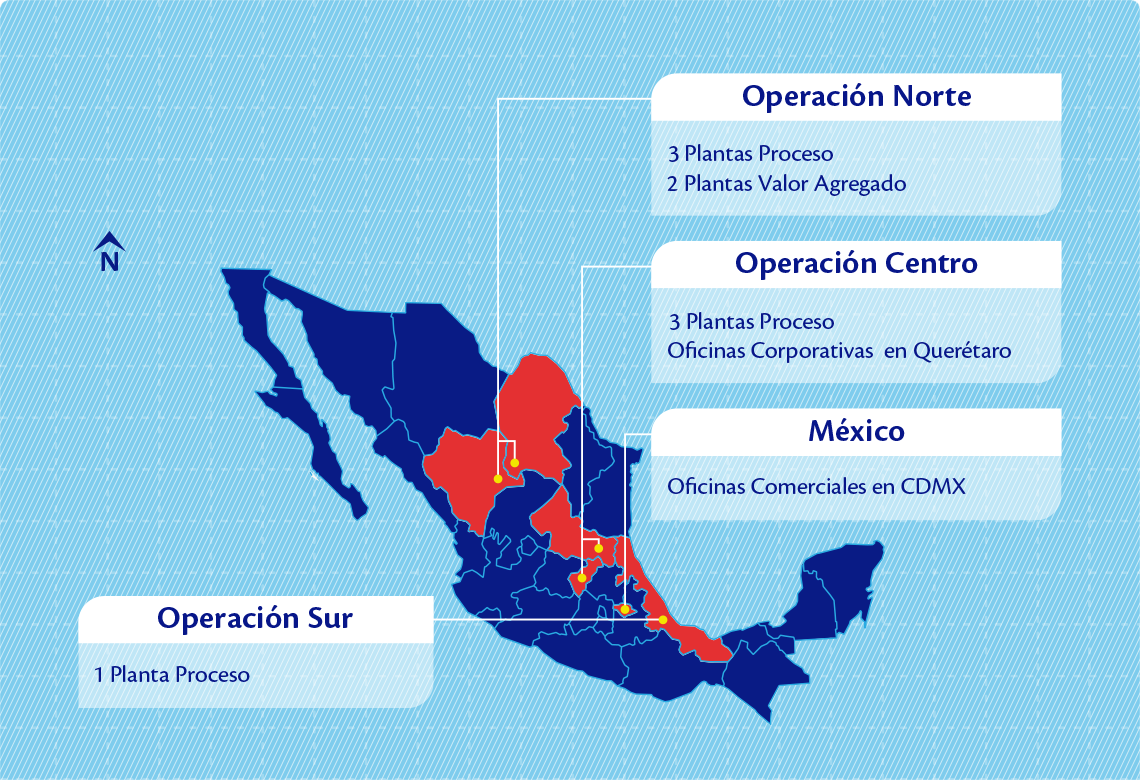 Operación Norte
3 Plantas Proceso
2 Plantas Valor Agregado
Operación Centro
3 Plantas Proceso
Oficinas Corporativas en Querétaro
N
México
Oficinas Comerciales en CDMX
Operación Sur
1 Planta Proceso